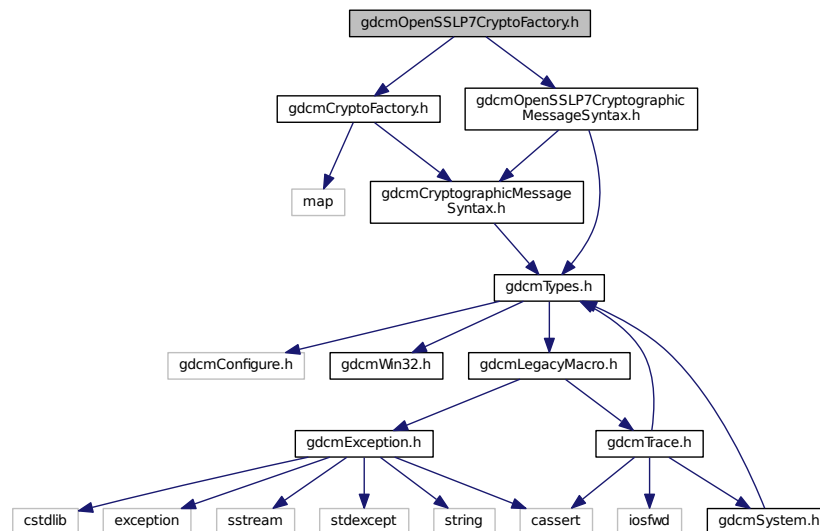 gdcmOpenSSLP7CryptoFactory.h
gdcmCryptoFactory.h
gdcmOpenSSLP7Cryptographic
MessageSyntax.h
map
gdcmCryptographicMessage
Syntax.h
gdcmTypes.h
gdcmConfigure.h
gdcmWin32.h
gdcmLegacyMacro.h
gdcmException.h
gdcmTrace.h
cstdlib
exception
sstream
stdexcept
string
cassert
iosfwd
gdcmSystem.h